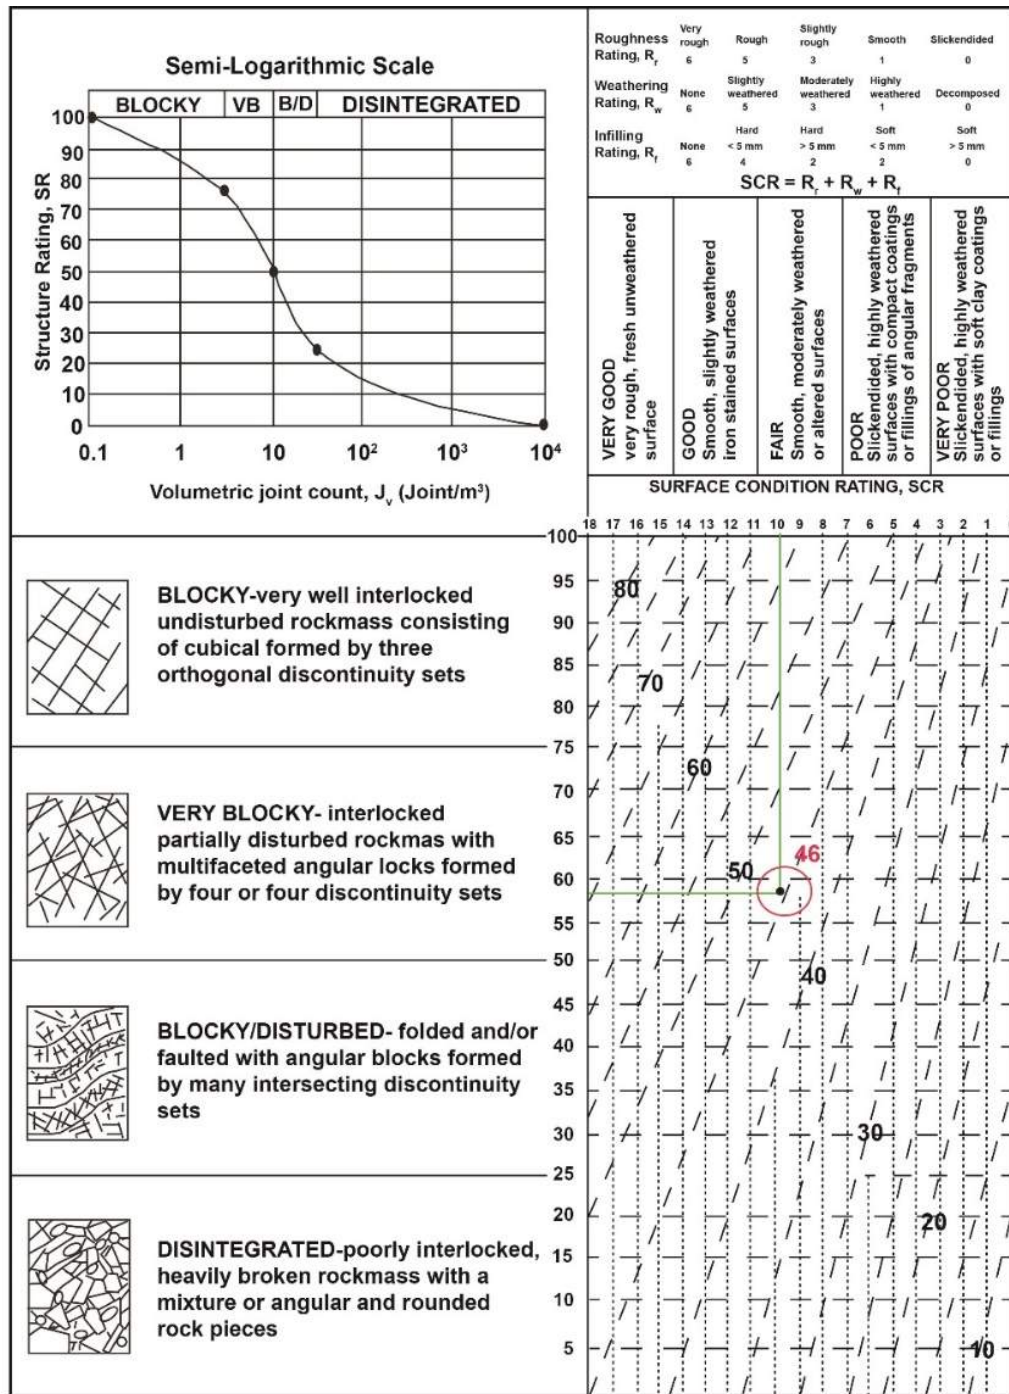 Semi-Logarithmic Scale
BLOCKY VB B/D DISINTEGRATED
Structure Rating, SR
100
90
80
70
60
50
40
30
20
10
0
0.1 1 10 10² 10³ 10⁴
Volumetric joint count, Jv (Joint/m³)
Roughness Rating, Rr
Very rough 6
Rough 5
Slightly rough 3
Smooth 1
Slickendided 0
Weathering Rating, Rw
None 6
Slightly weathered 5
Moderately weathered 3
Highly weathered 1
Decomposed 0
Infilling Rating, Rf
None 6
Hard < 5 mm 4
Hard > 5 mm 2
Soft < 5 mm 2
Soft > 5 mm 0
SCR = Rr + Rw + Rf
VERY GOOD
very rough, fresh unweathered
surface
GOOD
Smooth, slightly weathered
iron stained surfaces
FAIR
Smooth, moderately weathered
or altered surfaces
POOR
Slickendided, highly weathered
surfaces with compact coatings
or fillings of angular fragments
VERY POOR
Slickendided, highly weathered
surfaces with soft clay coatings
or fillings
SURFACE CONDITION RATING, SCR
18 17 16 15 14 13 12 11 10 9 8 7 6 5 4 3 2 1
100
95
90
85
80
75
70
65
60
55
50
45
40
35
30
25
20
15
10
5
80
70
60
50
46
40
30
20
10
BLOCKY-very well interlocked
undisturbed rockmass consisting
of cubical formed by three
orthogonal discontinuity sets
VERY BLOCKY- interlocked
partially disturbed rockmas with
multifaceted angular locks formed
by four or four discontinuity sets
BLOCKY/DISTURBED- folded and/or
faulted with angular blocks formed
by many intersecting discontinuity
sets
DISINTEGRATED-poorly interlocked,
heavily broken rockmass with a
mixture or angular and rounded
rock pieces